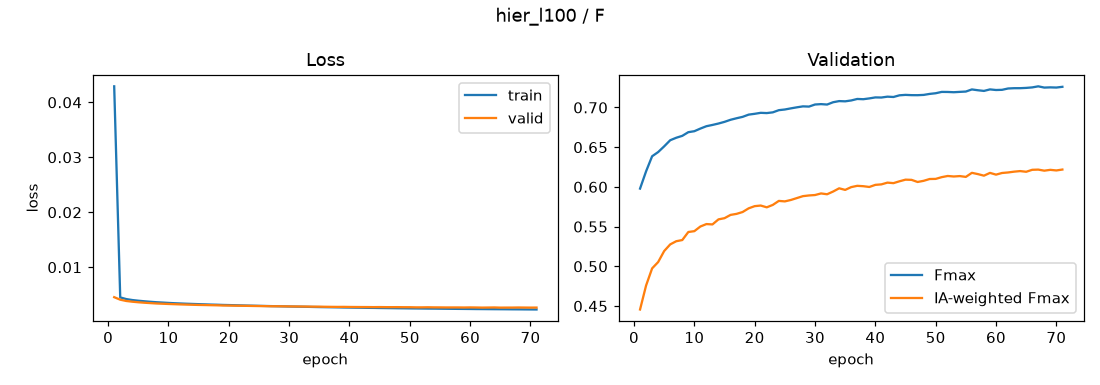 hier_l100 / F
Loss
loss
0.04
0.03
0.02
0.01
0 10 20 30 40 50 60 70
epoch
train
valid
Validation
0.70
0.65
0.60
0.55
0.50
0.45
0 10 20 30 40 50 60 70
epoch
Fmax
IA-weighted Fmax